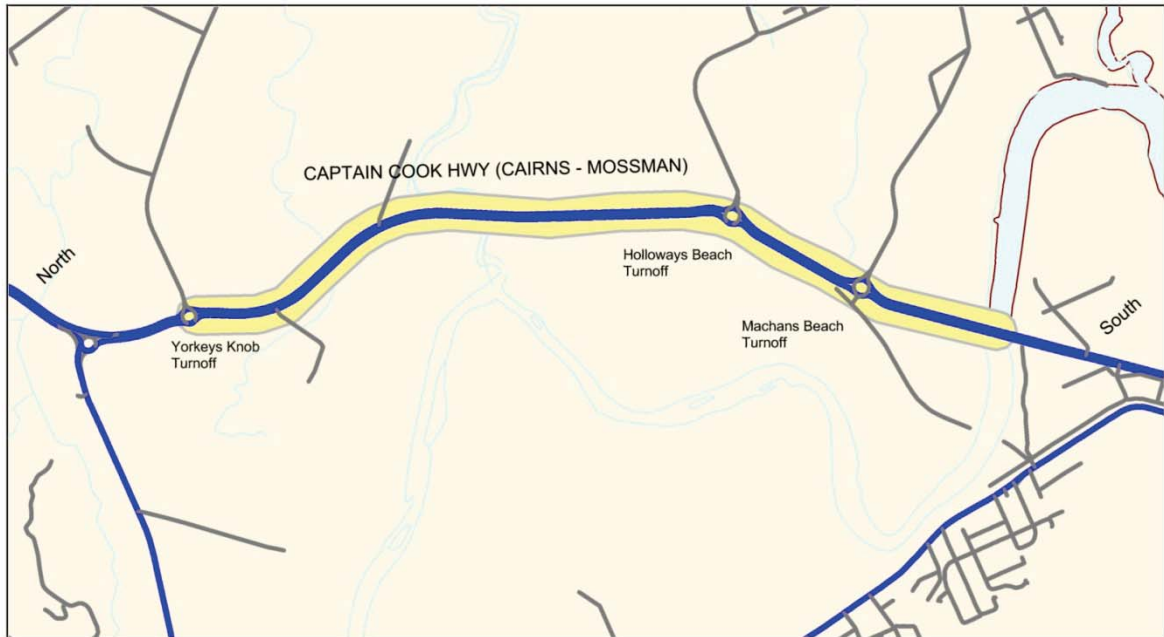 CAPTAIN COOK HWY (CAIRNS - MOSSMAN)
North
Holloways Beach
Turnoff
South
Machans Beach
Turnoff
Yorkeys Knob
Turnoff